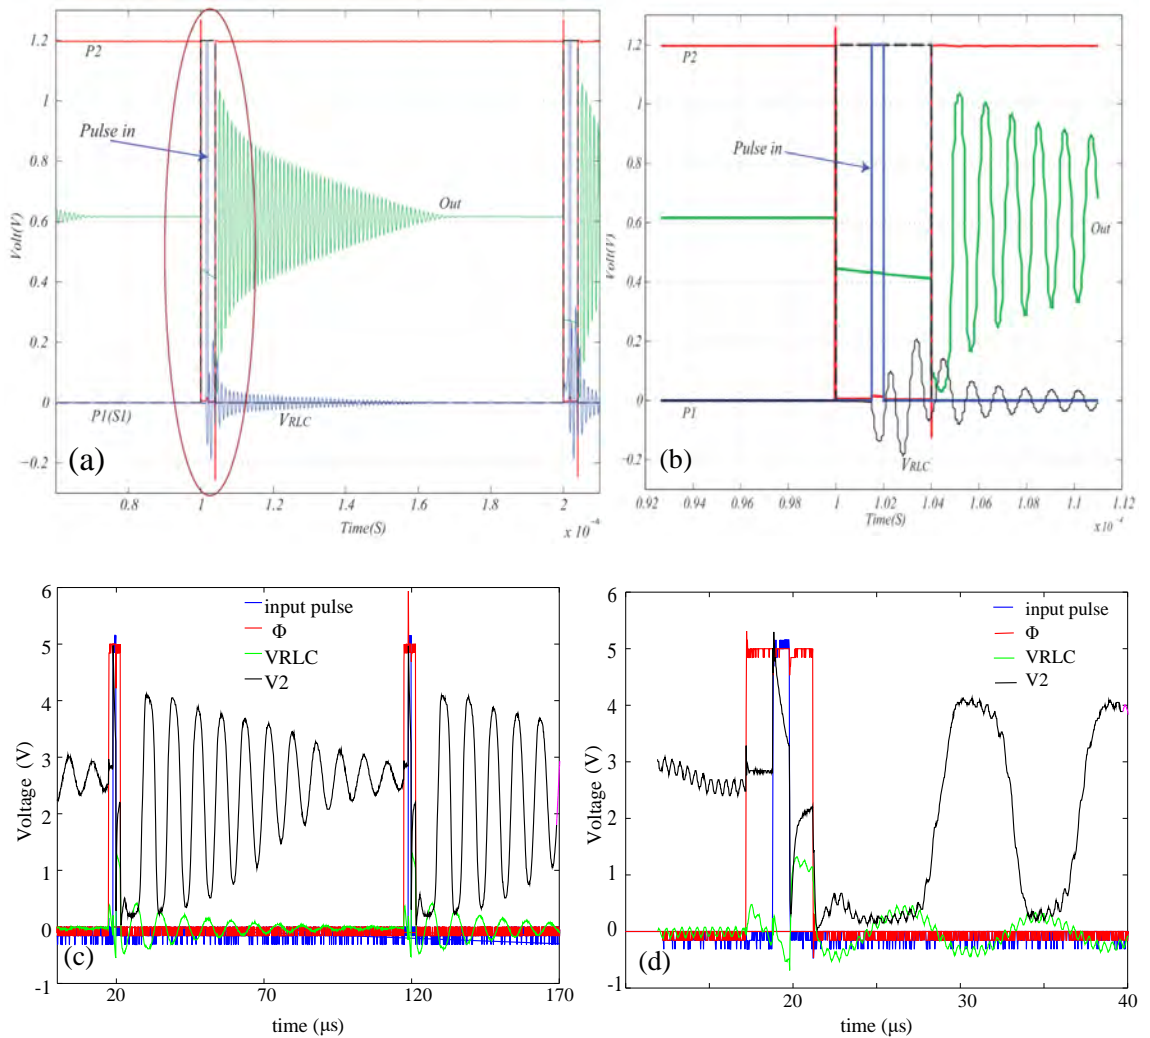 1.2
1
0.8
0.6
0.4
0.2
0
−0.2
Volt(V)
P2
Pulse in
Out
P1(S1)
VRLC
(a)
0.8
1
1.2
1.4
1.6
1.8
2
Time(S)
x 10⁻⁴
1.2
1
0.8
0.6
0.4
0.2
0
-0.2
Volt(V)
P2
Pulse in
Out
P1
VRLC
(b)
0.92
0.94
0.96
0.98
1
1.02
1.04
1.06
1.08
1.1
1.12
Time(S)
x 10⁻⁴
6
5
4
3
2
1
0
-1
Voltage (V)
input pulse
Φ
VRLC
V2
(c)
20
70
120
170
time (μs)
6
5
4
3
2
1
0
-1
Voltage (V)
input pulse
Φ
VRLC
V2
(d)
20
30
40
time (μs)